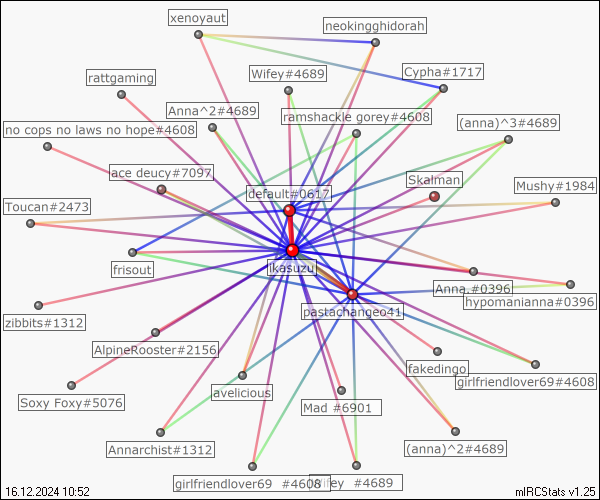 xenoyaut
neokingghidorah
rattgaming
Wifey#4689
Cypha#1717
Anna^2#4689
ramshackle gorey#4608
no cops no laws no hope#4608
(anna)^3#4689
ace deucy#7097
default#0617
Skalman
Mushy#1984
Toucan#2473
frisout
ikasuzu
Anna.#0396
hypomanianna#0396
pastachangeo41
zibbits#1312
AlpineRooster#2156
fakedingo
girlfriendlover69#4608
Soxy Foxy#5076
avelicious
Mad #6901
Annarchist#1312
(anna)^2#4689
girlfriendlover69 #4608
#4689
16.12.2024 10:52
mIRCStats v1.25